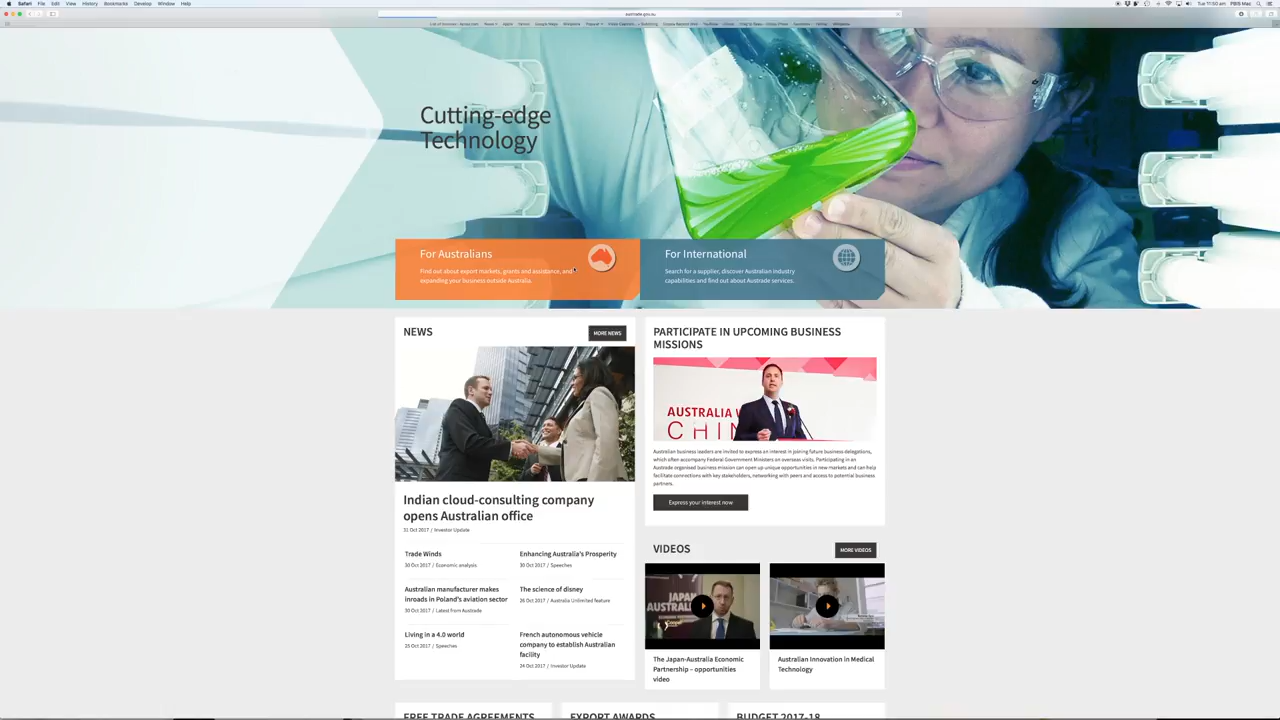 Safari File Edit View History Bookmarks Develop Window Help
Tue 11:50 am PBIS Mac
austrade.gov.au
Cutting-edge
Technology
For Australians
Find out about export markets, grants and assistance, and
expanding your business outside Australia.
For International
Search for a supplier, discover Australian industry
capabilities and find out about Austrade services.
NEWS
MORE NEWS
Indian cloud-consulting company
opens Australian office
31 Oct 2017 / Investor Update
Trade Winds
30 Oct 2017 / Economic analysis
Enhancing Australia's Prosperity
30 Oct 2017 / Speeches
Australian manufacturer makes
inroads in Poland's aviation sector
30 Oct 2017 / Latest from Austrade
The science of disney
26 Oct 2017 / Australia Unlimited feature
Living in a 4.0 world
25 Oct 2017 / Speeches
French autonomous vehicle
company to establish Australian
facility
24 Oct 2017 / Investor Update
PARTICIPATE IN UPCOMING BUSINESS
MISSIONS
AUSTRALIA
CHIN
Australian business leaders are invited to express an interest in joining future business delegations,
which often accompany Federal Government Ministers on overseas visits. Participating in an
Austrade organised business mission can open up unique opportunities in new markets and can help
facilitate connections with key stakeholders, networking with peers and access to potential business
partners.
Express your interest now
VIDEOS
MORE VIDEOS
JAPAN
AUSTRALIA
The Japan-Australia Economic
Partnership – opportunities
video
Australian Innovation in Medical
Technology
FREE TRADE AGREEMENTS
EXPORT AWARDS
BUDGET 2017-18